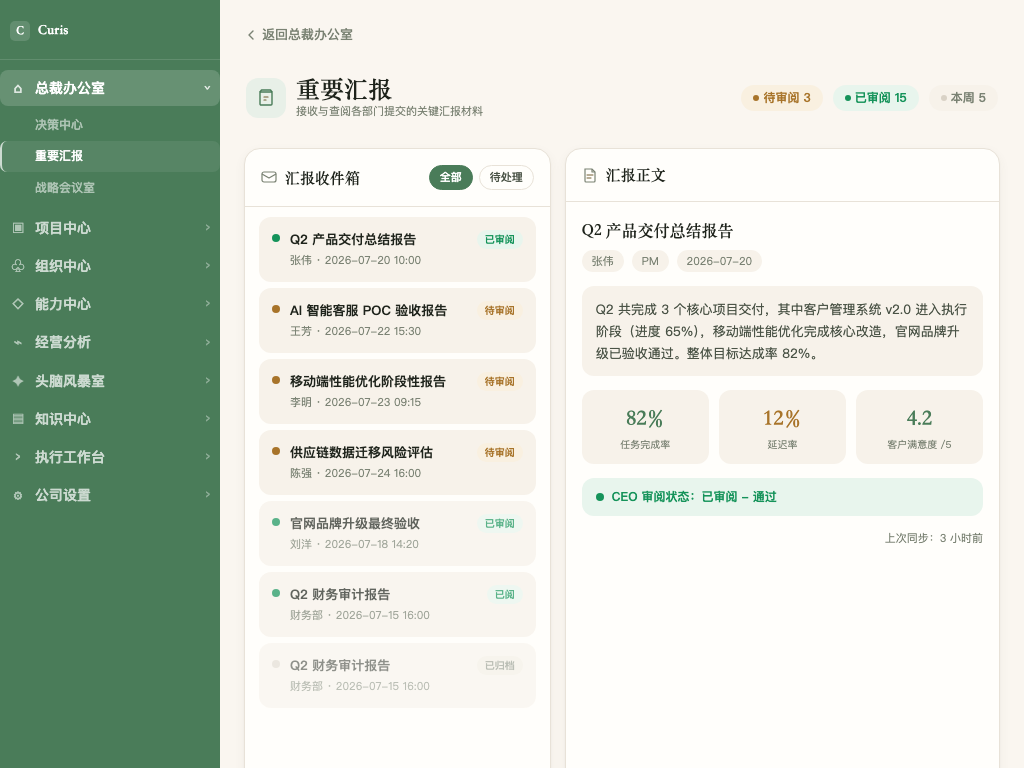 C Curis
总裁办公室
决策中心
重要汇报
战略会议室
项目中心
组织中心
能力中心
经营分析
头脑风暴室
知识中心
执行工作台
公司设置
返回总裁办公室
重要汇报
接收与查阅各部门提交的关键汇报材料
待审阅 3
已审阅 15
本周 5
汇报收件箱
全部
待处理
Q2 产品交付总结报告
已审阅
张伟 · 2026-07-20 10:00
AI 智能客服 POC 验收报告
待审阅
王芳 · 2026-07-22 15:30
移动端性能优化阶段性报告
待审阅
李明 · 2026-07-23 09:15
供应链数据迁移风险评估
待审阅
陈强 · 2026-07-24 16:00
官网品牌升级最终验收
已审阅
刘洋 · 2026-07-18 14:20
Q2 财务审计报告
已阅
财务部 · 2026-07-15 16:00
Q2 财务审计报告
已归档
财务部 · 2026-07-15 16:00
汇报正文
Q2 产品交付总结报告
张伟
PM
2026-07-20
Q2 共完成 3 个核心项目交付，其中客户管理系统 v2.0 进入执行
阶段（进度 65%），移动端性能优化完成核心改造，官网品牌升
级已验收通过。整体目标达成率 82%。
82%
任务完成率
12%
延迟率
4.2
客户满意度 /5
CEO 审阅状态：已审阅 – 通过
上次同步：3 小时前